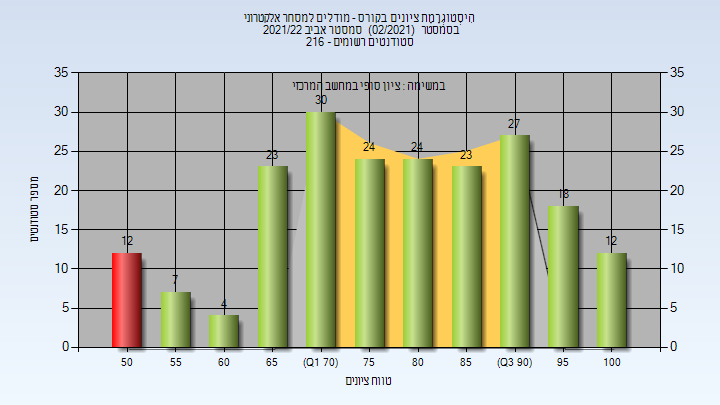 היסטוגרמת ציונים בקורס - מודלים למסחר אלקטרוני
בסמסטר (02/2021) סמסטר אביב 2021/22
סטודנטים רשומים - 216
במשימה : ציון סופי במחשב המרכזי
35 35
30 30
25 25
20 20
15 15
10 10
5 5
0 0
12 7 4 23 30 24 24 23 27 18 12
מספר סטודנטים
50 55 60 65 (Q1 70) 75 80 85 (Q3 90) 95 100
טווח ציונים